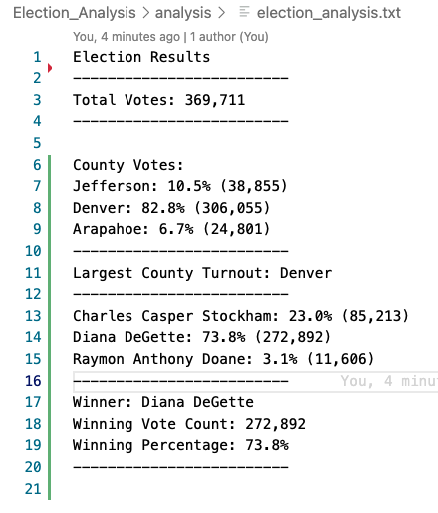 Election_Analysis > analysis > election_analysis.txt
You, 4 minutes ago | 1 author (You)
1 Election Results
2 -------------------------
3 Total Votes: 369,711
4 -------------------------
5
6 County Votes:
7 Jefferson: 10.5% (38,855)
8 Denver: 82.8% (306,055)
9 Arapahoe: 6.7% (24,801)
10 -------------------------
11 Largest County Turnout: Denver
12 -------------------------
13 Charles Casper Stockham: 23.0% (85,213)
14 Diana DeGette: 73.8% (272,892)
15 Raymon Anthony Doane: 3.1% (11,606)
16 ------------------------- You, 4 minu
17 Winner: Diana DeGette
18 Winning Vote Count: 272,892
19 Winning Percentage: 73.8%
20 -------------------------
21